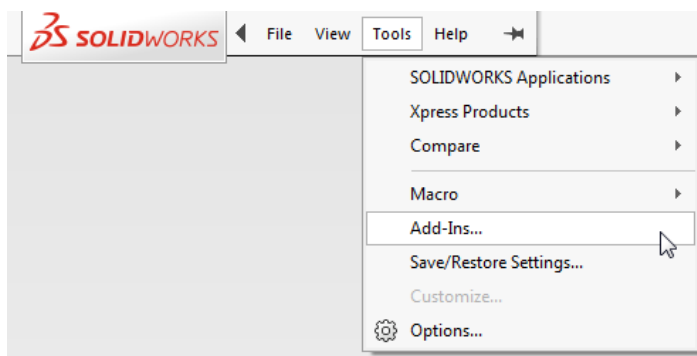 SOLIDWORKS File View Tools Help
SOLIDWORKS Applications
Xpress Products
Compare
Macro
Add-Ins...
Save/Restore Settings...
Customize...
Options...